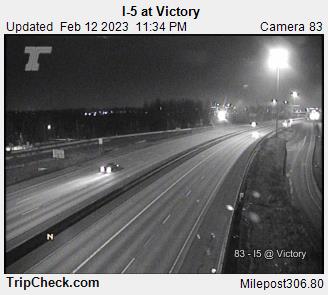 I-5 at Victory
Updated Feb 12 2023 11:34 PM Camera 83
T
N
83 - I5 @ Victory
TripCheck.com Milepost306.80